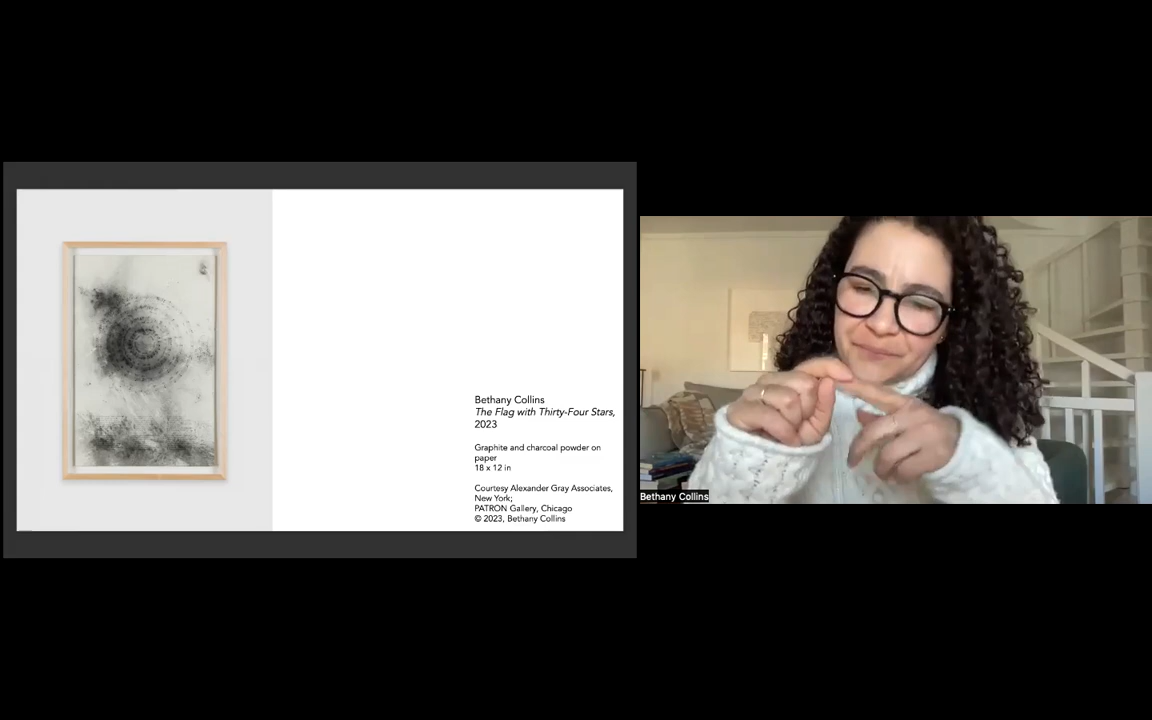 Bethany Collins
The Flag with Thirty-Four Stars,
2023
Graphite and charcoal powder on
paper
18 x 12 in
Courtesy Alexander Gray Associates,
New York;
PATRON Gallery, Chicago
© 2023, Bethany Collins
Bethany Collins